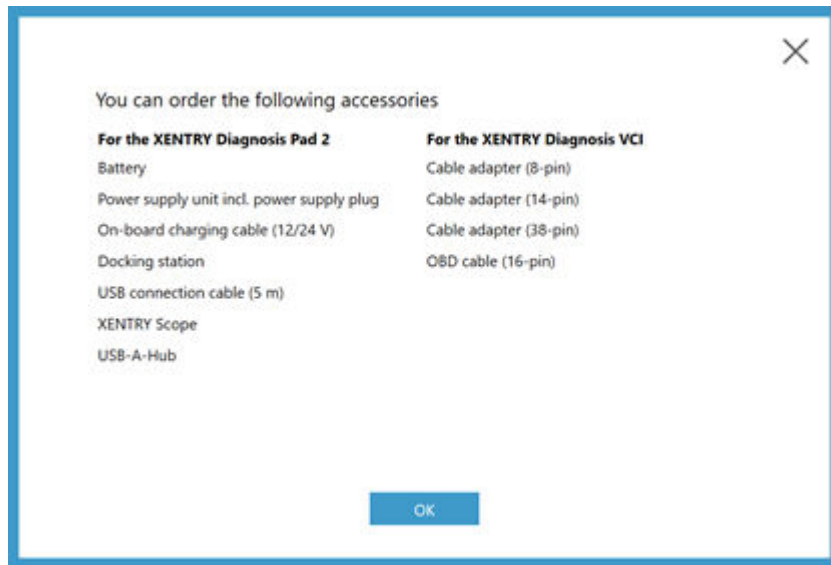 You can order the following accessories
For the XENTRY Diagnosis Pad 2
Battery
Power supply unit incl. power supply plug
On-board charging cable (12/24 V)
Docking station
USB connection cable (5 m)
XENTRY Scope
USB-A-Hub
For the XENTRY Diagnosis VCI
Cable adapter (8-pin)
Cable adapter (14-pin)
Cable adapter (38-pin)
OBD cable (16-pin)
OK